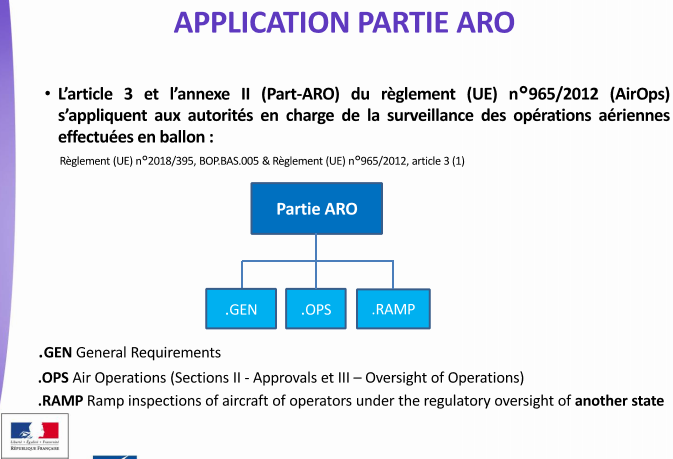 APPLICATION PARTIE ARO
• L'article 3 et l'annexe II (Part-ARO) du règlement (UE) n°965/2012 (AirOps)
s'appliquent aux autorités en charge de la surveillance des opérations aériennes
effectuées en ballon :
Règlement (UE) n°2018/395, BOP.BAS.005 & Règlement (UE) n°965/2012, article 3 (1)
Partie ARO
.GEN
.OPS
.RAMP
.GEN General Requirements
.OPS Air Operations (Sections II - Approvals et III – Oversight of Operations)
.RAMP Ramp inspections of aircraft of operators under the regulatory oversight of another state
Liberté • Égalité • Fraternité
RÉPUBLIQUE FRANÇAISE